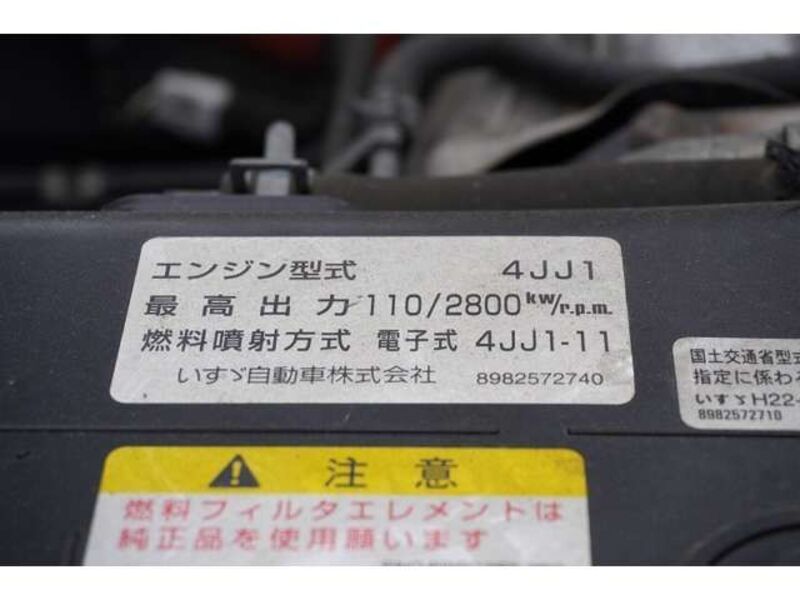 エンジン型式 4JJ1
最高出力 110/2800 kw/r.p.m.
燃料噴射方式 電子式 4JJ1-11
いすゞ自動車株式会社 8982572740
国土交通省型式
指定に係わる
いすゞH22-
8982572710
注意
燃料フィルタエレメントは
純正品を使用願います